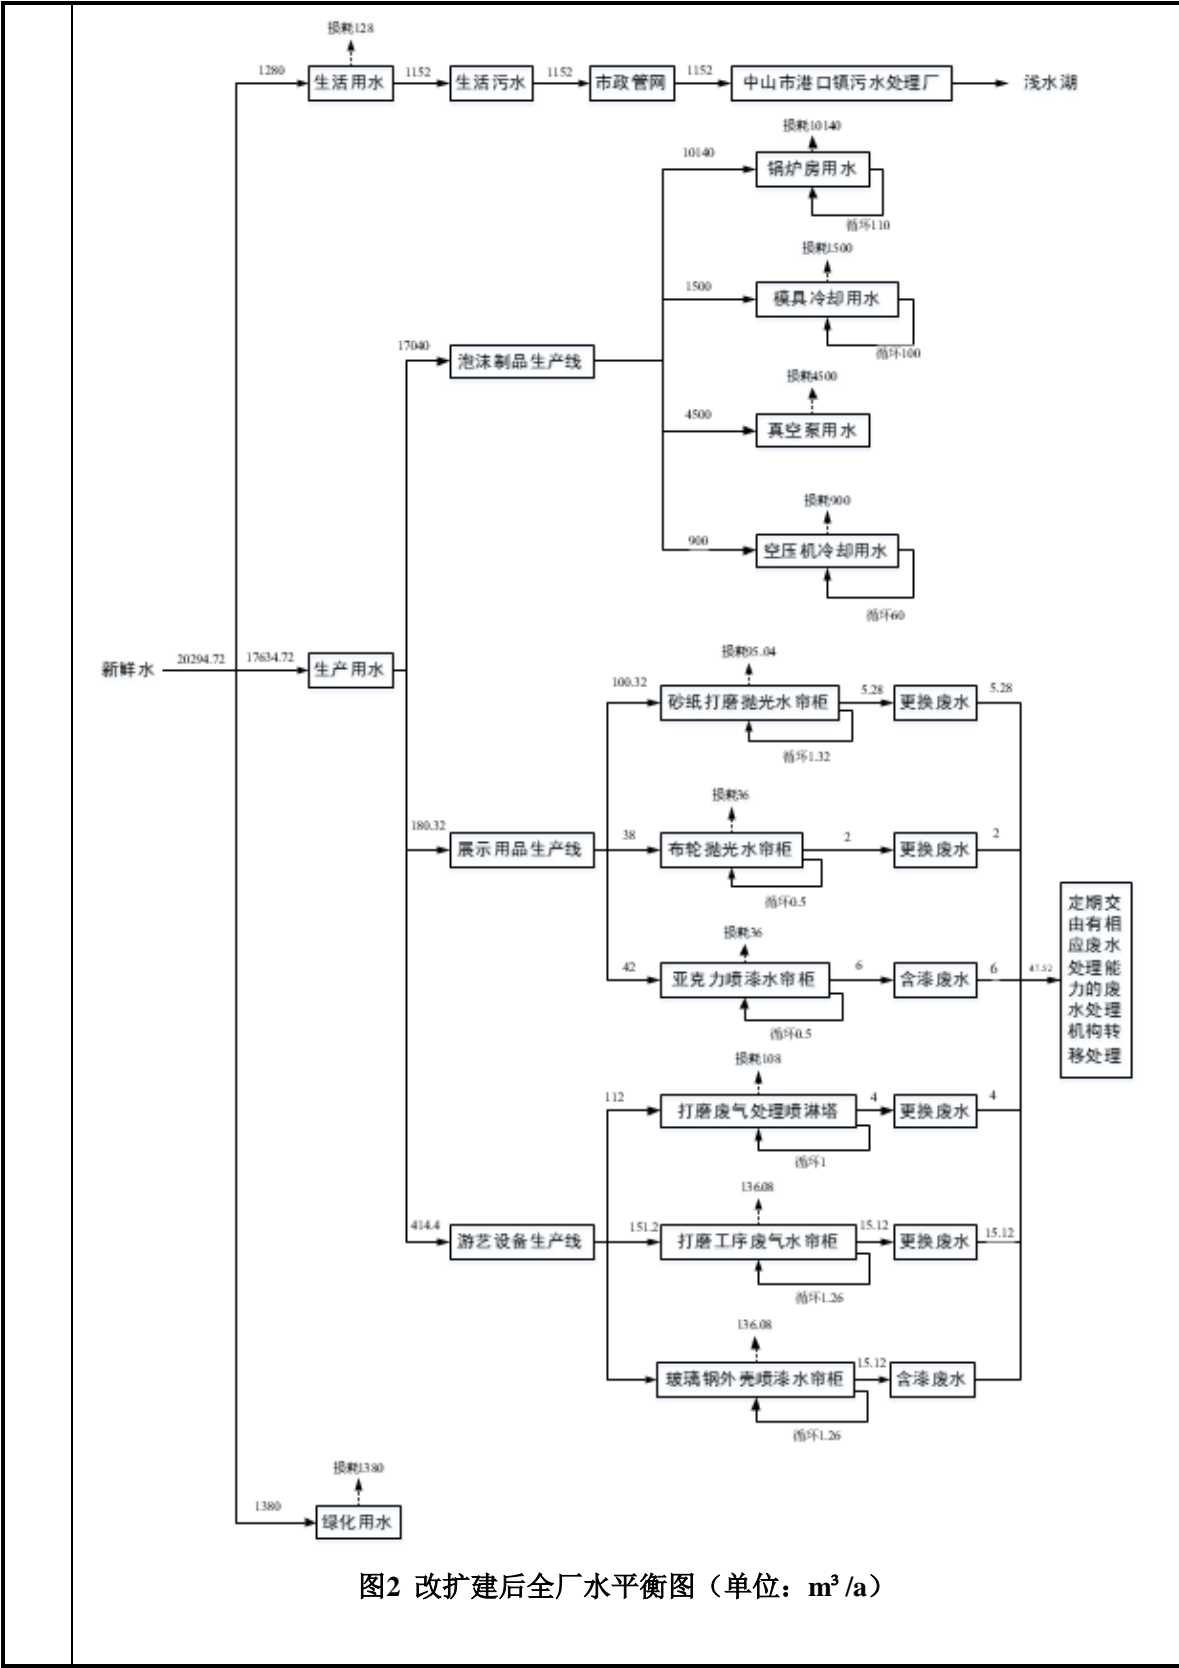 损耗128
1280
生活用水
1152
生活污水
1152
市政管网
1152
中山市港口镇污水处理厂
浅水湖
损耗10140
10140
锅炉房用水
循环110
损耗1500
1500
模具冷却用水
循环100
17040
泡沫制品生产线
损耗4500
4500
真空泵用水
损耗900
900
空压机冷却用水
循环60
新鲜水
20294.72
17634.72
生产用水
损耗95.04
100.32
砂纸打磨抛光水帘柜
5.28
更换废水
5.28
循环1.32
损耗36
180.32
展示用品生产线
38
布轮抛光水帘柜
2
更换废水
2
循环0.5
损耗36
42
亚克力喷漆水帘柜
6
含漆废水
6
47.52
循环0.5
定期交
由有相
应废水
处理能
力的废
水处理
机构转
移处理
损耗108
112
打磨废气处理喷淋塔
4
更换废水
4
循环1
136.08
414.4
游艺设备生产线
151.2
打磨工序废气水帘柜
15.12
更换废水
15.12
循环1.26
136.08
玻璃钢外壳喷漆水帘柜
15.12
含漆废水
循环1.26
损耗1380
1380
绿化用水
图2 改扩建后全厂水平衡图（单位：m³/a）